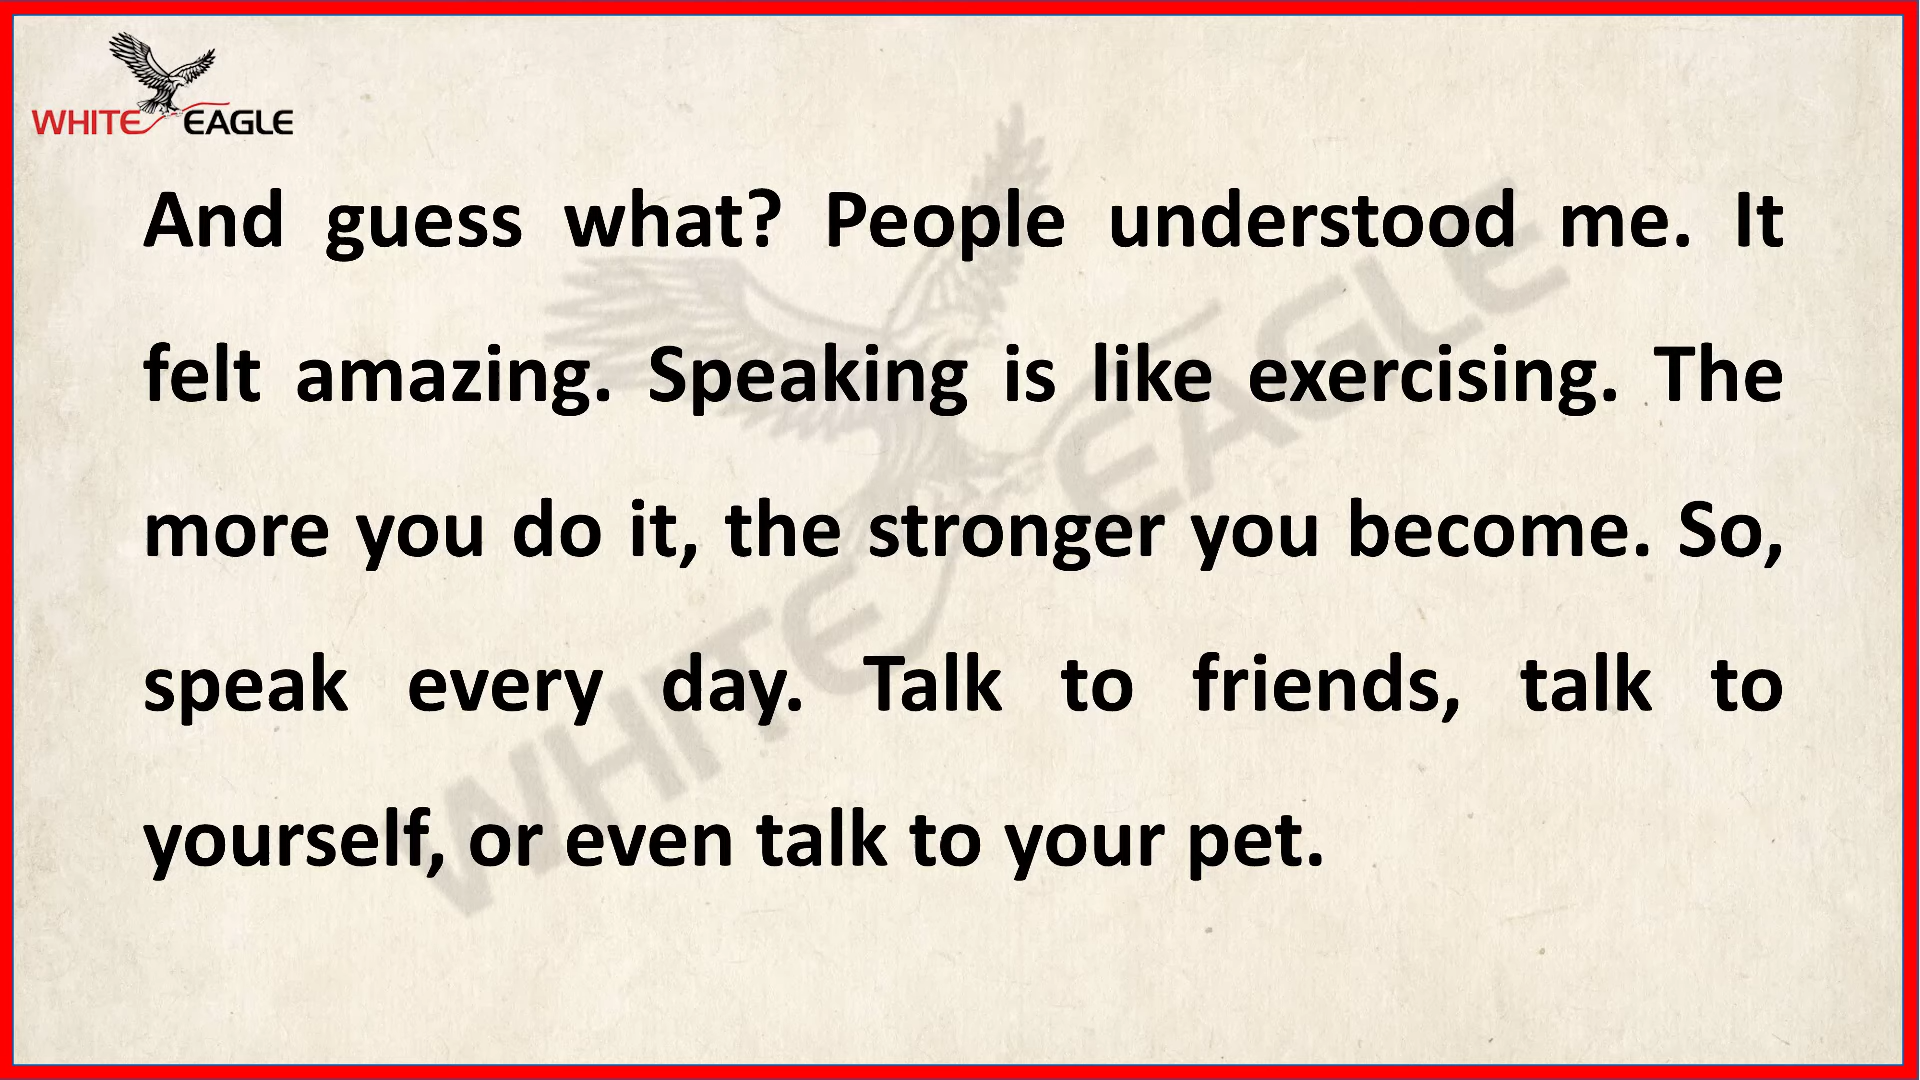 WHITE EAGLE
And guess what? People understood me. It
felt amazing. Speaking is like exercising. The
more you do it, the stronger you become. So,
speak every day. Talk to friends, talk to
yourself, or even talk to your pet.
WHITE EAGLE